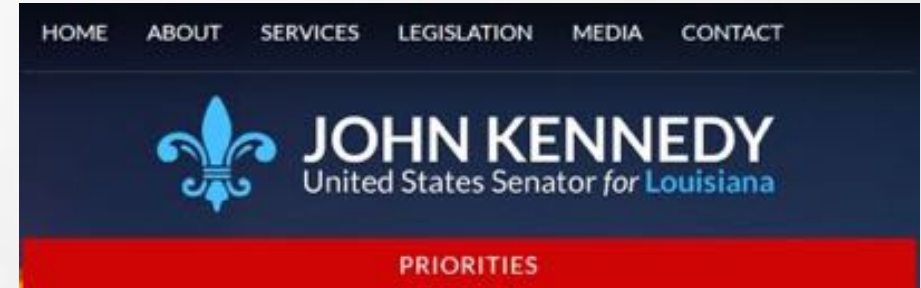 HOME ABOUT SERVICES LEGISLATION MEDIA CONTACT
JOHN KENNEDY
United States Senator for Louisiana
PRIORITIES